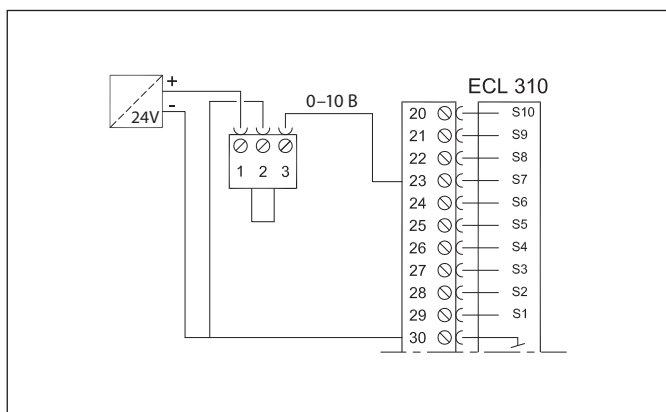 ECL 310
+
-
24V
0–10 В
1 2 3
20 S10
21 S9
22 S8
23 S7
24 S6
25 S5
26 S4
27 S3
28 S2
29 S1
30